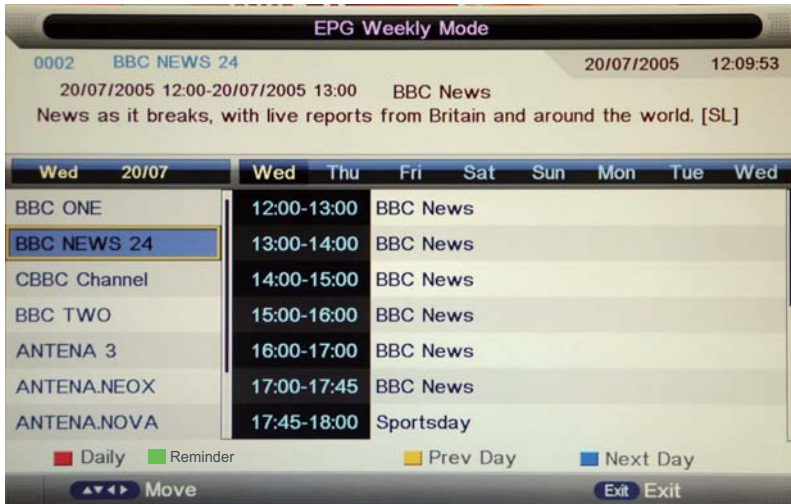 EPG Weekly Mode
0002 BBC NEWS 24 20/07/2005 12:09:53
20/07/2005 12:00-20/07/2005 13:00 BBC News
News as it breaks, with live reports from Britain and around the world. [SL]
Wed 20/07 Wed Thu Fri Sat Sun Mon Tue Wed
BBC ONE 12:00-13:00 BBC News
BBC NEWS 24 13:00-14:00 BBC News
CBBC Channel 14:00-15:00 BBC News
BBC TWO 15:00-16:00 BBC News
ANTENA 3 16:00-17:00 BBC News
ANTENA.NEOX 17:00-17:45 BBC News
ANTENA.NOVA 17:45-18:00 Sportsday
Daily Reminder Prev Day Next Day
Move Exit Exit